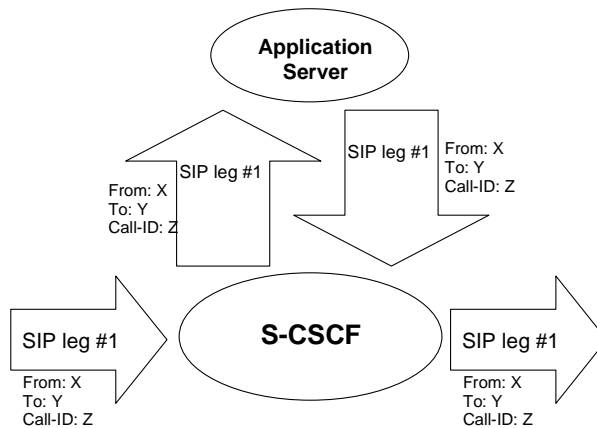 Application
Server
SIP leg #1
From: X
To: Y
Call-ID: Z
SIP leg #1
From: X
To: Y
Call-ID: Z
S-CSCF
SIP leg #1
From: X
To: Y
Call-ID: Z
SIP leg #1
From: X
To: Y
Call-ID: Z